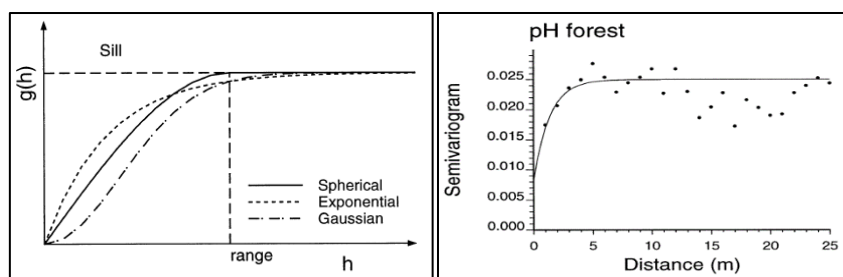 Sill
g(h)
Spherical
Exponential
Gaussian
range
h
pH forest
Semivariogram
0.025
0.020
0.015
0.010
0.005
0.000
0 5 10 15 20 25
Distance (m)